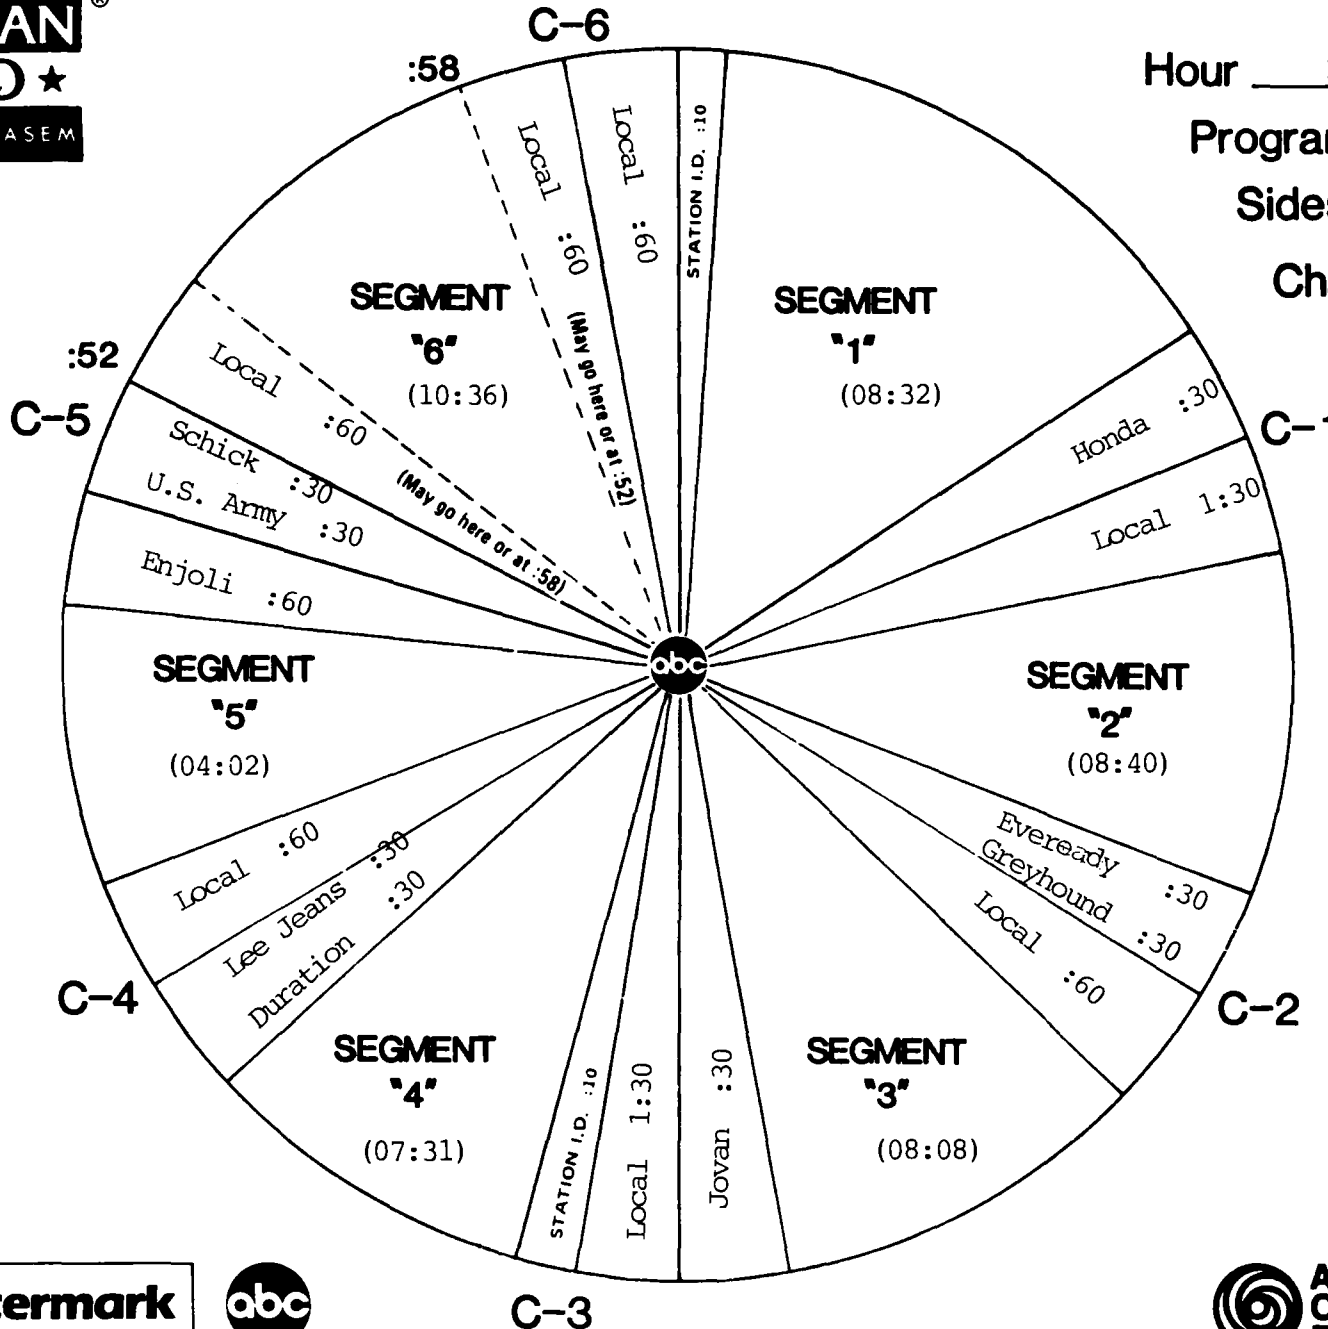 AN
®
ASEM
C-6
:58
Hour
Local :60
(May go here or at :52)
Local :60
STATION I.D. :10
SEGMENT
"1"
(08:32)
Honda :30
C-1
Local 1:30
SEGMENT
"2"
(08:40)
Eveready :30
Greyhound :30
C-2
Local :60
SEGMENT
"3"
(08:08)
Jovan :30
C-3
Local 1:30
STATION I.D. :10
SEGMENT
"4"
(07:31)
Duration :30
Lee Jeans :30
C-4
Local :60
SEGMENT
"5"
(04:02)
Enjoli :60
U.S. Army :30
Schick :30
C-5
:52
Local :60
(May go here or at :58)
SEGMENT
"6"
(10:36)
abc
termark
abc